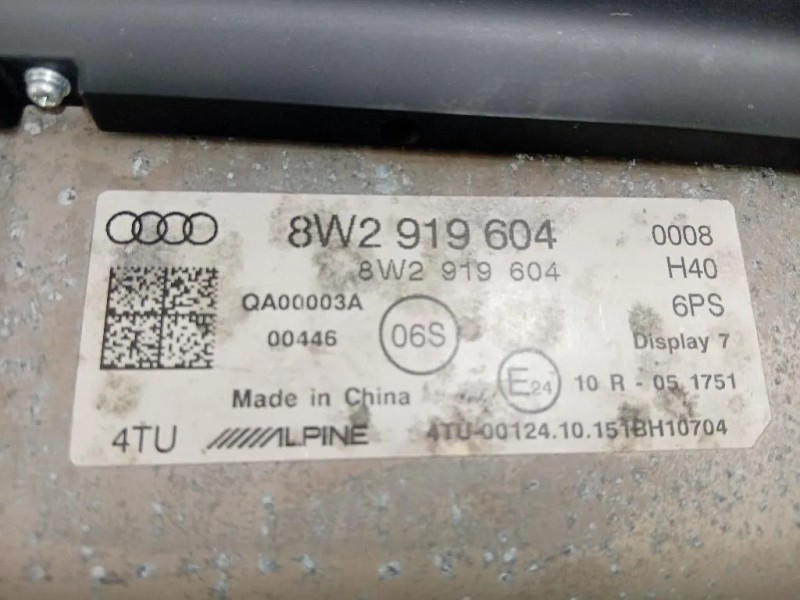 8W2 919 604 0008
8W2 919 604 H40
QA00003A 6PS
00446 06S Display 7
Made in China E24 10 R - 05 1751
4TU ALPINE 4TU-00124.10.151BH10704